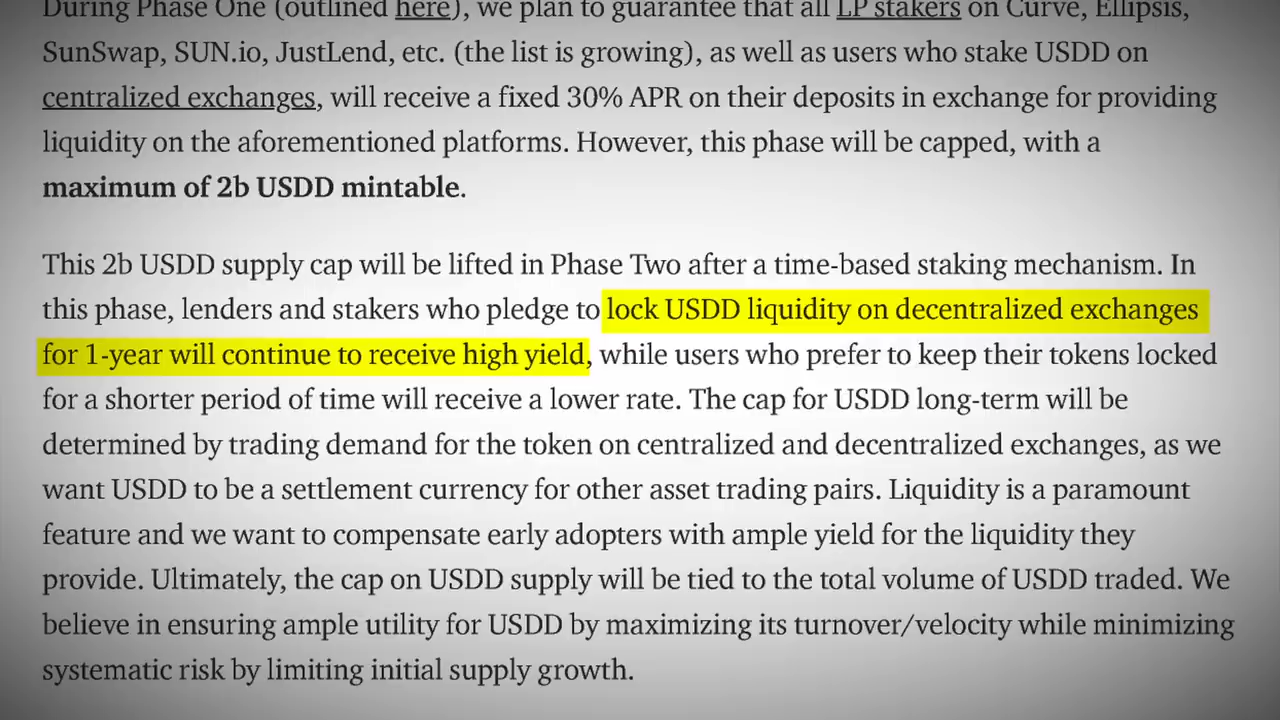 During Phase One (outlined here), we plan to guarantee that all LP stakers on Curve, Ellipsis,
SunSwap, SUN.io, JustLend, etc. (the list is growing), as well as users who stake USDD on
centralized exchanges, will receive a fixed 30% APR on their deposits in exchange for providing
liquidity on the aforementioned platforms. However, this phase will be capped, with a
maximum of 2b USDD mintable.
This 2b USDD supply cap will be lifted in Phase Two after a time-based staking mechanism. In
this phase, lenders and stakers who pledge to lock USDD liquidity on decentralized exchanges
for 1-year will continue to receive high yield, while users who prefer to keep their tokens locked
for a shorter period of time will receive a lower rate. The cap for USDD long-term will be
determined by trading demand for the token on centralized and decentralized exchanges, as we
want USDD to be a settlement currency for other asset trading pairs. Liquidity is a paramount
feature and we want to compensate early adopters with ample yield for the liquidity they
provide. Ultimately, the cap on USDD supply will be tied to the total volume of USDD traded. We
believe in ensuring ample utility for USDD by maximizing its turnover/velocity while minimizing
systematic risk by limiting initial supply growth.